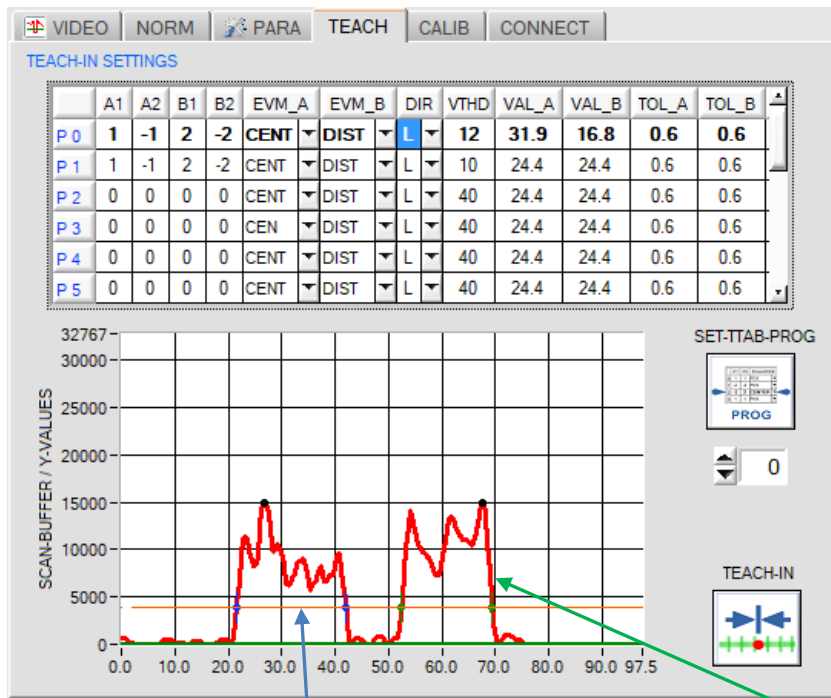 VIDEO NORM PARA TEACH CALIB CONNECT
TEACH-IN SETTINGS
A1 A2 B1 B2 EVM_A EVM_B DIR VTHD VAL_A VAL_B TOL_A TOL_B
P 0 1 -1 2 -2 CENT DIST L 12 31.9 16.8 0.6 0.6
P 1 1 -1 2 -2 CENT DIST L 10 24.4 24.4 0.6 0.6
P 2 0 0 0 0 CENT DIST L 40 24.4 24.4 0.6 0.6
P 3 0 0 0 0 CEN DIST L 40 24.4 24.4 0.6 0.6
P 4 0 0 0 0 CENT DIST L 40 24.4 24.4 0.6 0.6
P 5 0 0 0 0 CENT DIST L 40 24.4 24.4 0.6 0.6
SCAN-BUFFER / Y-VALUES
32767
30000
25000
20000
15000
10000
5000
0
0.0 10.0 20.0 30.0 40.0 50.0 60.0 70.0 80.0 90.0 97.5
SET-TTAB-PROG
PROG
0
TEACH-IN